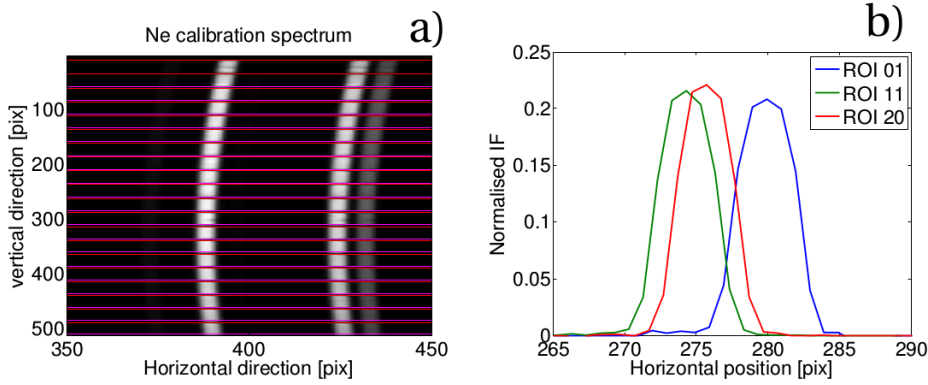 Ne calibration spectrum
a)
vertical direction [pix]
100
200
300
400
500
350
400
450
Horizontal direction [pix]
b)
0.25
0.2
0.15
0.1
0.05
0
Normalised IF
ROI 01
ROI 11
ROI 20
265
270
275
280
285
290
Horizontal position [pix]